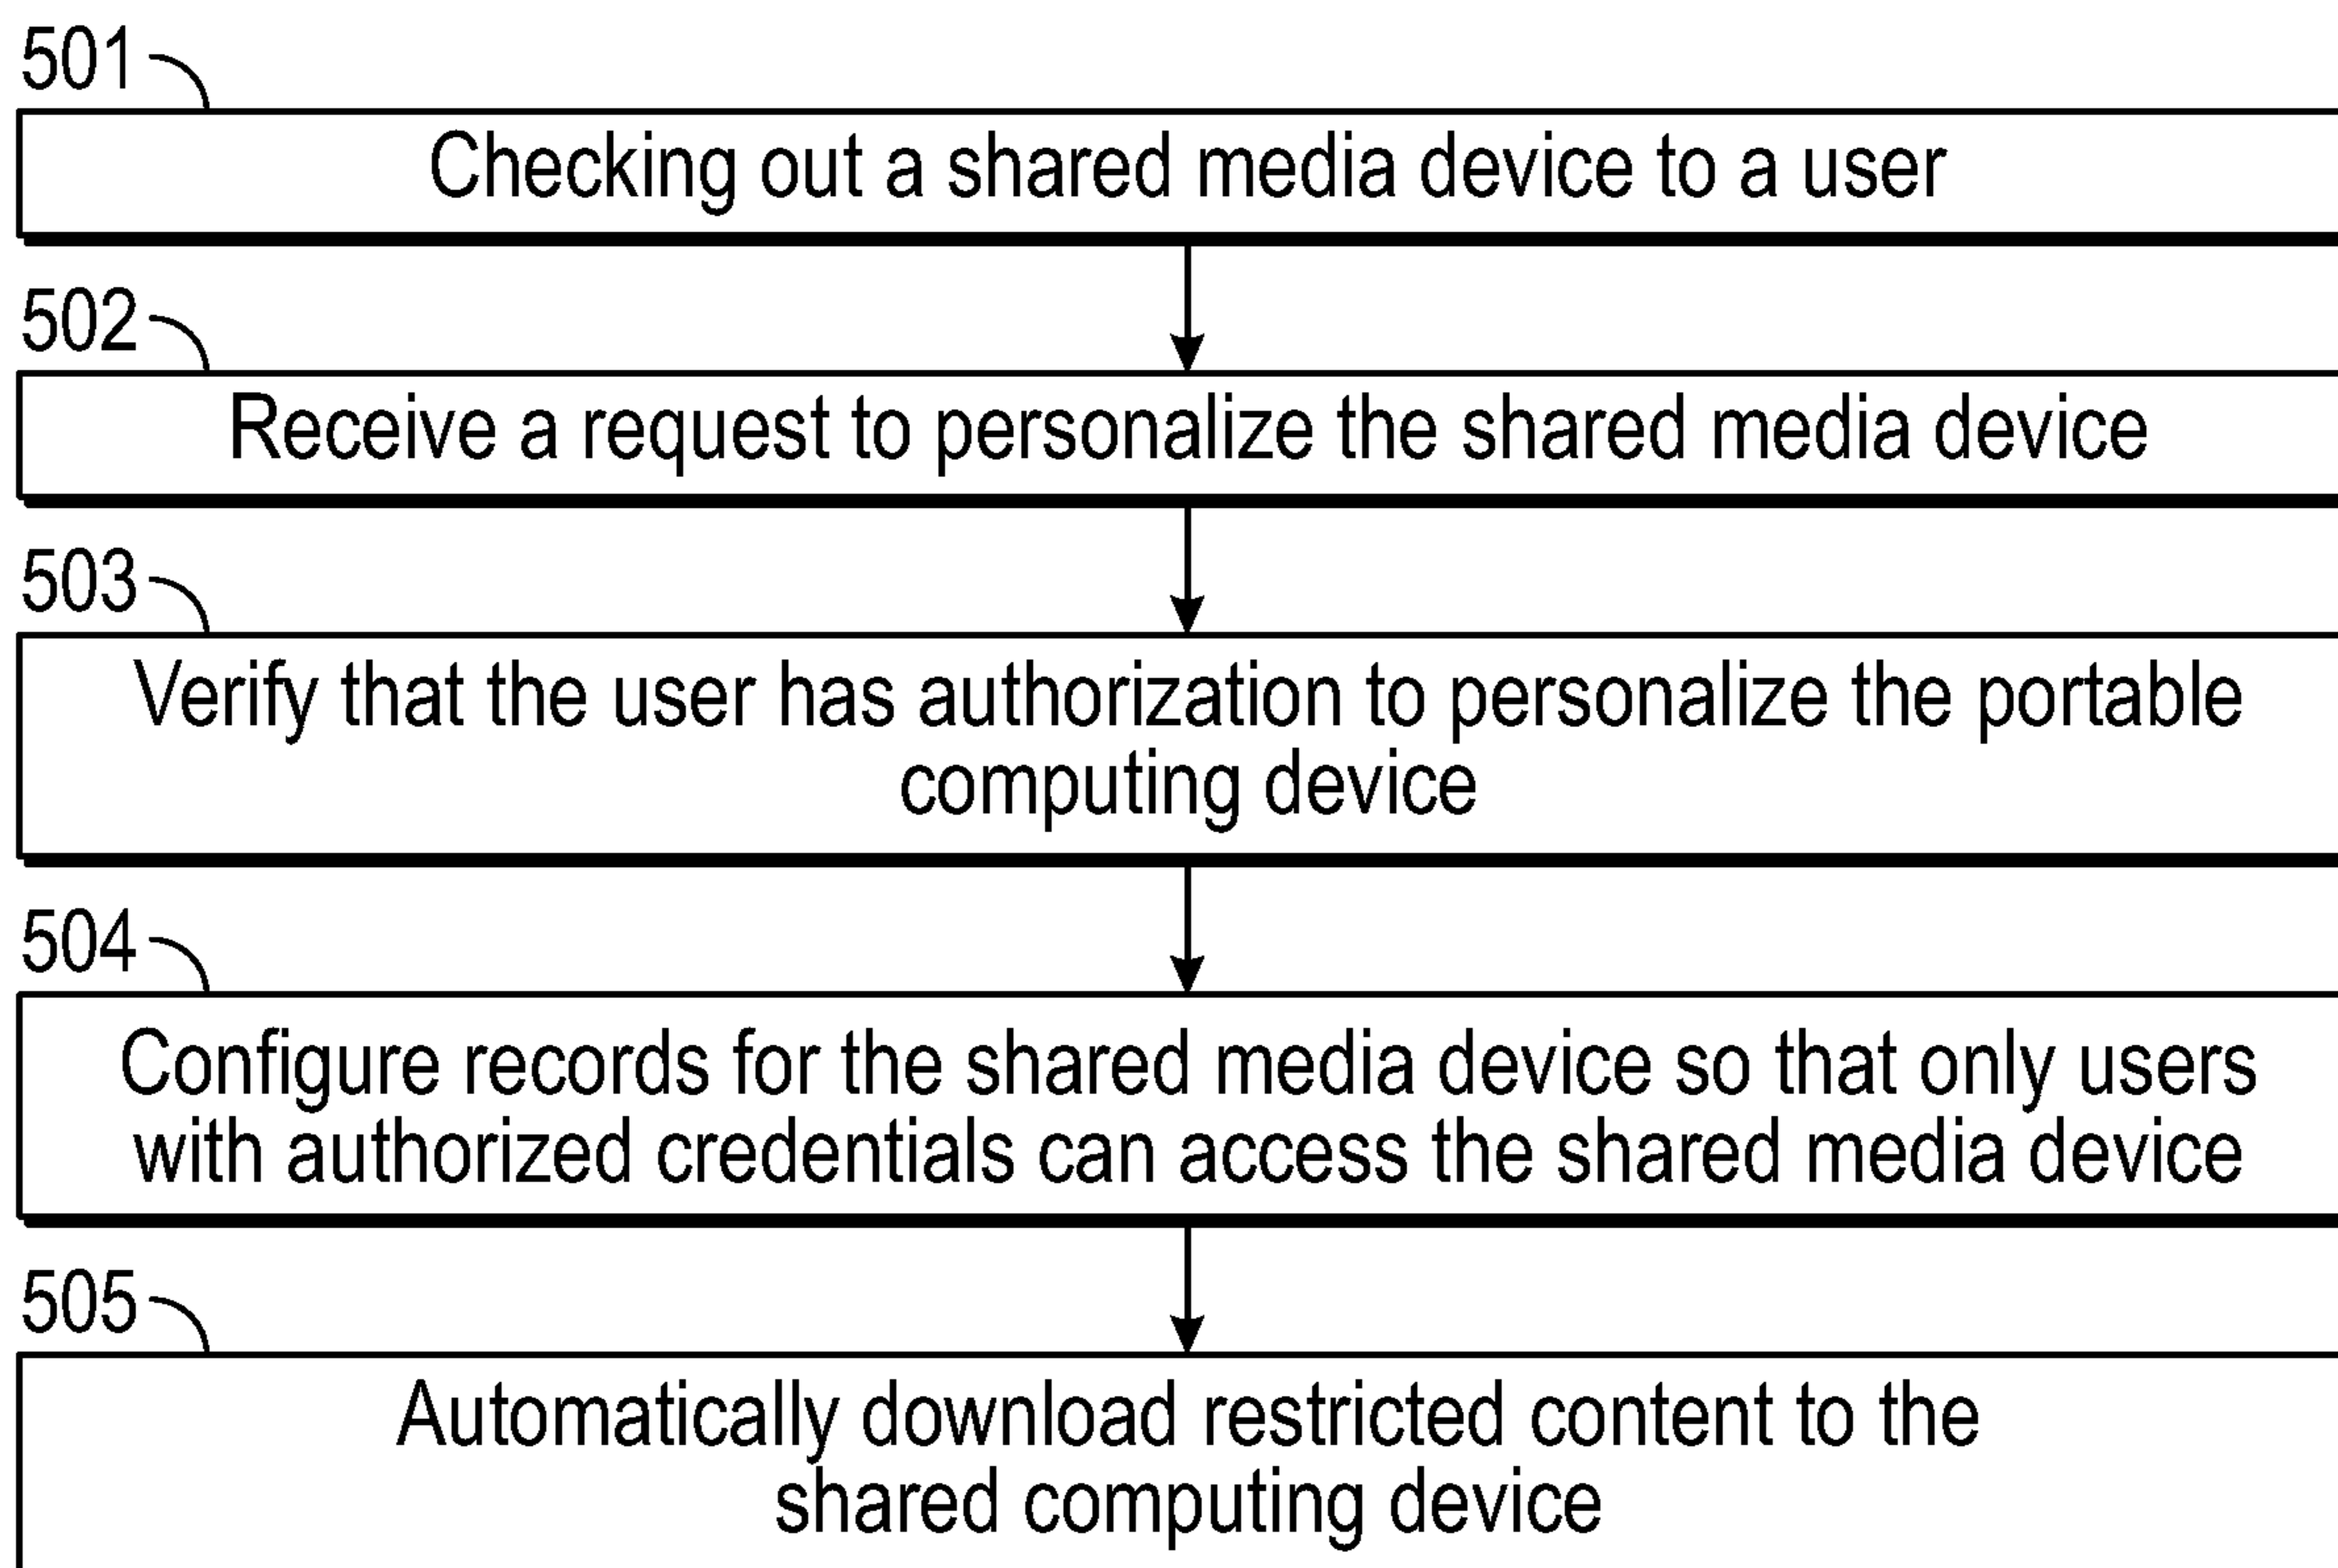 501
Checking out a shared media device to a user
502
Receive a request to personalize the shared media device
503
Verify that the user has authorization to personalize the portable
computing device
504
Configure records for the shared media device so that only users
with authorized credentials can access the shared media device
505
Automatically download restricted content to the
shared computing device